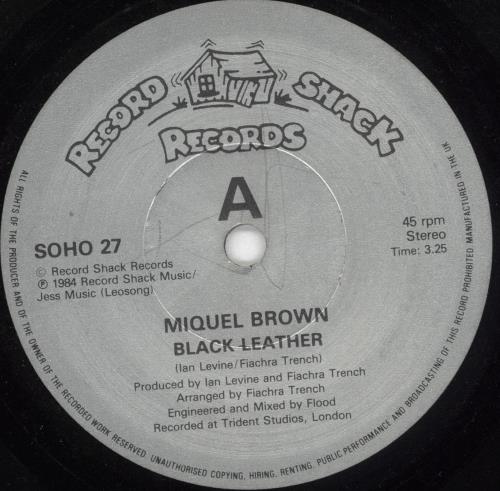 RECORD SHACK
RECORDS
A
SOHO 27
© Record Shack Records
℗ 1984 Record Shack Music/
Jess Music (Leosong)
45 rpm
Stereo
Time: 3.25
MIQUEL BROWN
BLACK LEATHER
(Ian Levine/Fiachra Trench)
Produced by Ian Levine and Fiachra Trench
Arranged by Fiachra Trench
Engineered and Mixed by Flood
Recorded at Trident Studios, London
ALL RIGHTS OF THE PRODUCER AND OF THE OWNER OF THE RECORDED WORK RESERVED. UNAUTHORISED COPYING, HIRING, RENTING, PUBLIC PERFORMANCE AND BROADCASTING OF THIS RECORD PROHIBITED. MANUFACTURED IN THE UK